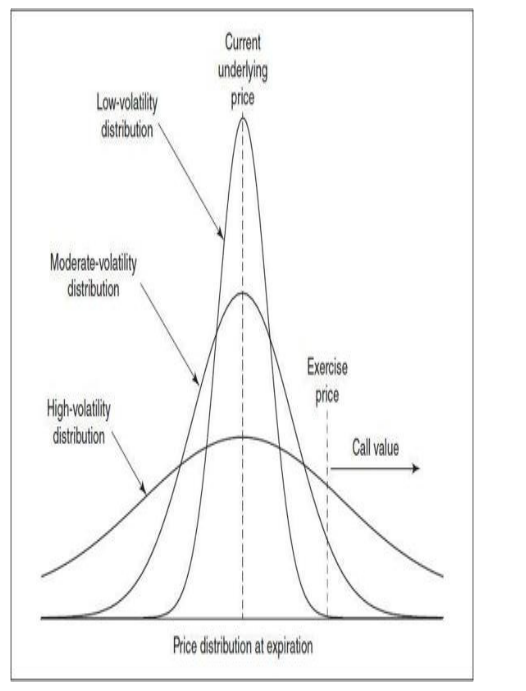 Current
underlying
price
Low-volatility
distribution
Moderate-volatility
distribution
Exercise
price
High-volatility
distribution
Call value
Price distribution at expiration